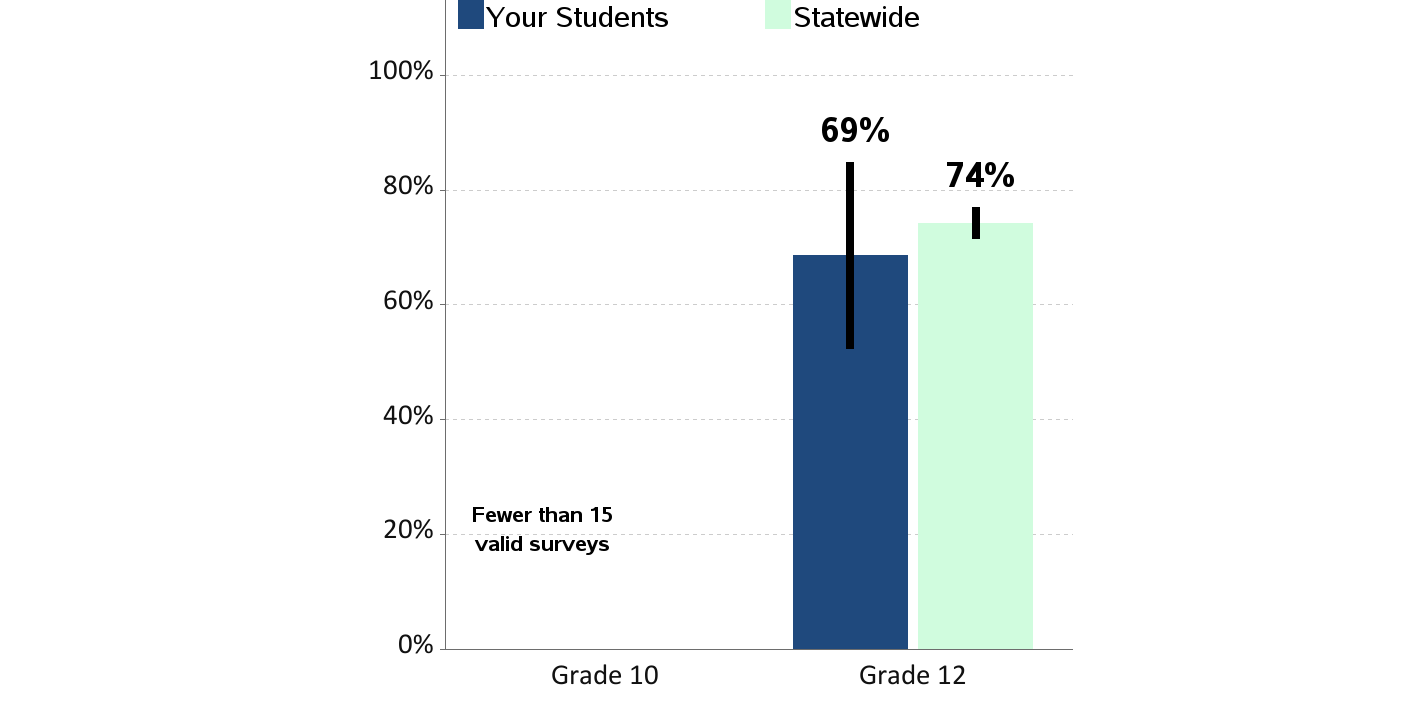 Your Students Statewide
100%
69%
80%
74%
60%
40%
Fewer than 15
20%
valid surveys
0%
Grade 10 Grade 12